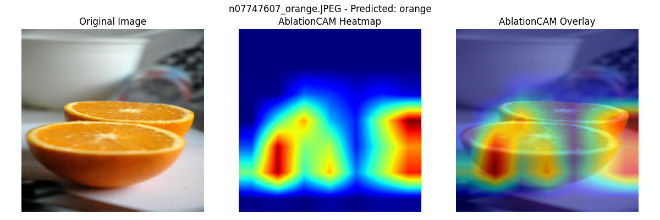 n07747607_orange.JPEG - Predicted: orange
Original Image
AblationCAM Heatmap
AblationCAM Overlay